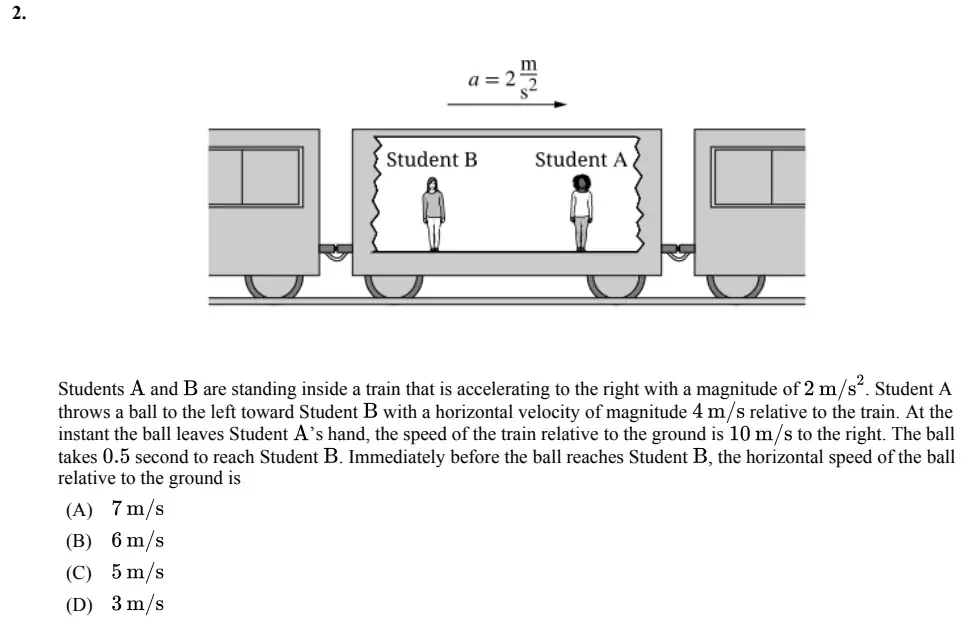 2.
a = 2 m/s²
Student B Student A
Students A and B are standing inside a train that is accelerating to the right with a magnitude of 2 m/s². Student A
throws a ball to the left toward Student B with a horizontal velocity of magnitude 4 m/s relative to the train. At the
instant the ball leaves Student A’s hand, the speed of the train relative to the ground is 10 m/s to the right. The ball
takes 0.5 second to reach Student B. Immediately before the ball reaches Student B, the horizontal speed of the ball
relative to the ground is
(A) 7 m/s
(B) 6 m/s
(C) 5 m/s
(D) 3 m/s